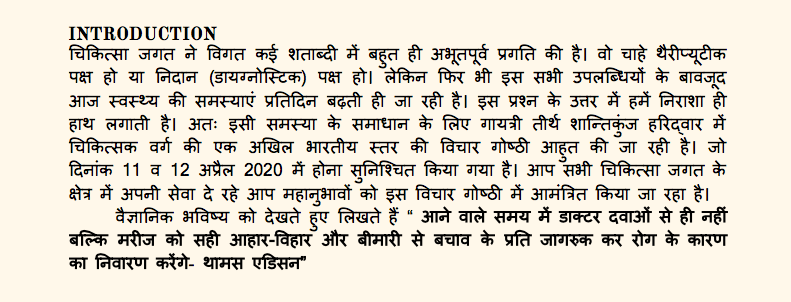 INTRODUCTION
चिकित्सा जगत ने विगत कई शताब्दी में बहुत ही अभूतपूर्व प्रगति की है। वो चाहे थैरीप्यूटीक
पक्ष हो या निदान (डायग्नोस्टिक) पक्ष हो। लेकिन फिर भी इस सभी उपलब्धियों के बावजूद
आज स्वस्थ्य की समस्याएं प्रतिदिन बढ़ती ही जा रही है। इस प्रश्न के उत्तर में हमें निराशा ही
हाथ लगाती है। अतः इसी समस्या के समाधान के लिए गायत्री तीर्थ शान्तिकुंज हरिद्वार में
चिकित्सक वर्ग की एक अखिल भारतीय स्तर की विचार गोष्ठी आहुत की जा रही है। जो
दिनांक 11 व 12 अप्रैल 2020 में होना सुनिश्चित किया गया है। आप सभी चिकित्सा जगत के
क्षेत्र में अपनी सेवा दे रहे आप महानुभावों को इस विचार गोष्ठी में आमंत्रित किया जा रहा है।
वैज्ञानिक भविष्य को देखते हुए लिखते हैं “ आने वाले समय में डाक्टर दवाओं से ही नहीं
बल्कि मरीज को सही आहार-विहार और बीमारी से बचाव के प्रति जागरुक कर रोग के कारण
का निवारण करेंगे- थामस एडिसन”